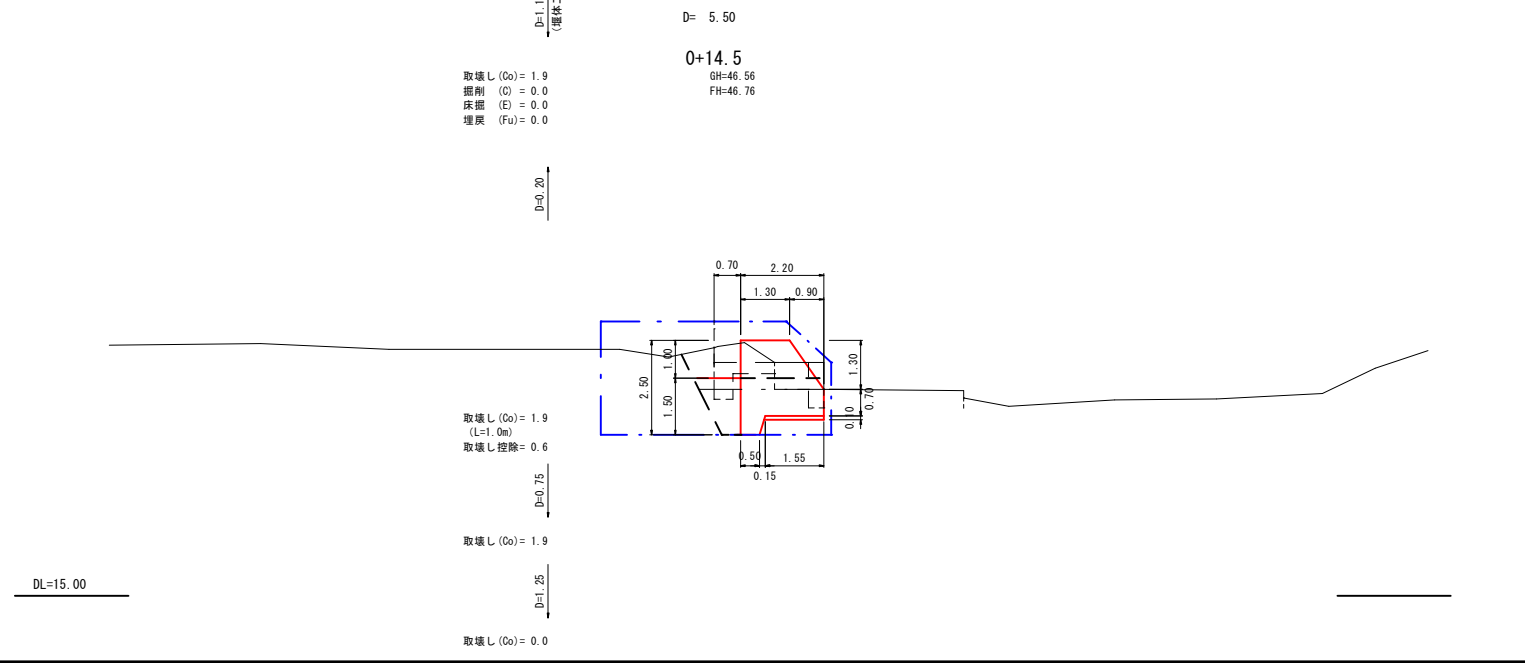 D=1.1
(堰体コ
D= 5.50
0+14.5
GH=46.56
FH=46.76
取壊し(Co)= 1.9
掘削 (C) = 0.0
床掘 (E) = 0.0
埋戻 (Fu)= 0.0
D=0.20
0.70
2.20
1.30
0.90
1.00
2.50
1.50
1.30
0.70
0.10
0.50
1.55
0.15
取壊し(Co)= 1.9
(L=1.0m)
取壊し控除= 0.6
D=0.75
取壊し(Co)= 1.9
DL=15.00
D=1.25
取壊し(Co)= 0.0